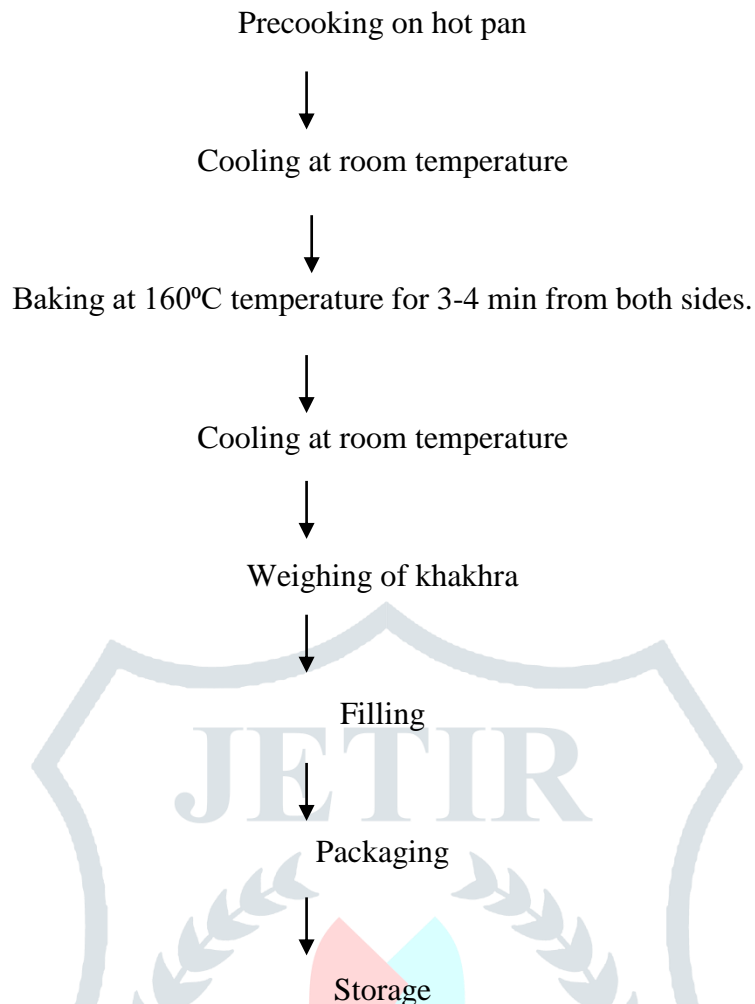 Precooking on hot pan
Cooling at room temperature
Baking at 160⁰C temperature for 3-4 min from both sides.
Cooling at room temperature
Weighing of khakhra
Filling
JETIR
Packaging
Storage